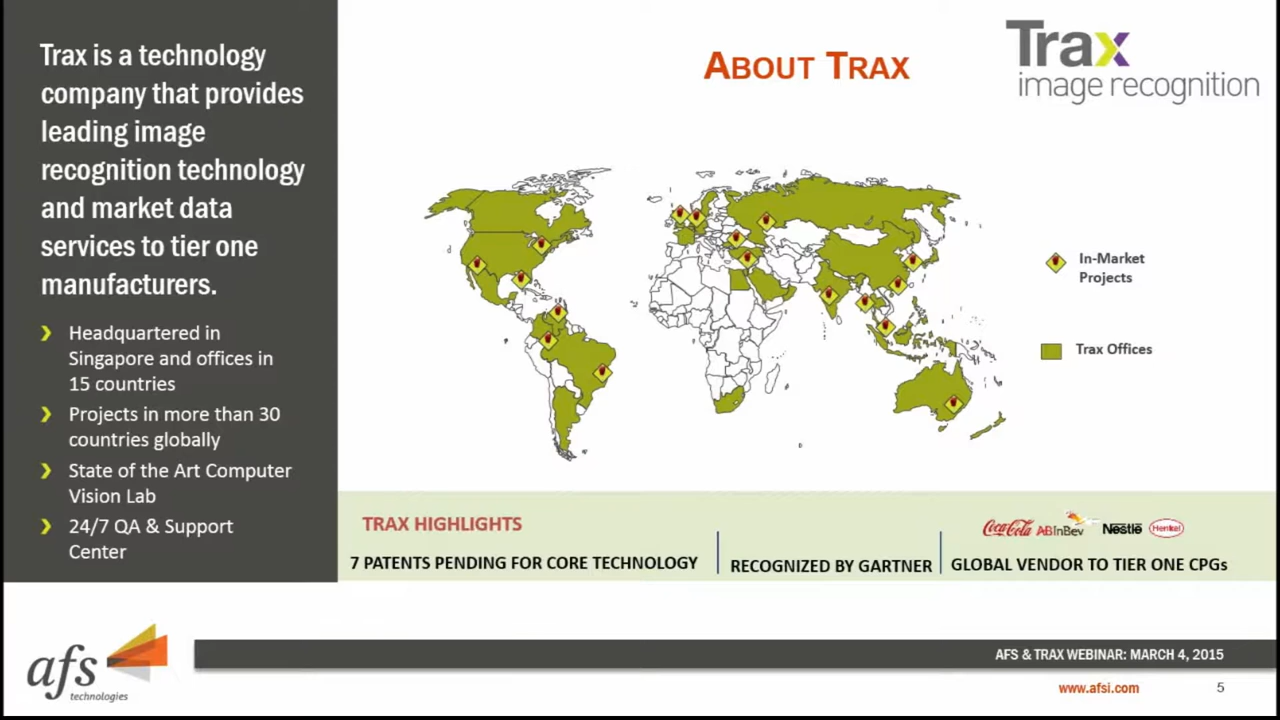 Trax is a technology
company that provides
leading image
recognition technology
and market data
services to tier one
manufacturers.
Headquartered in
Singapore and offices in
15 countries
Projects in more than 30
countries globally
State of the Art Computer
Vision Lab
24/7 QA & Support
Center
ABOUT TRAX
Trax
image recognition
In-Market
Projects
Trax Offices
TRAX HIGHLIGHTS
7 PATENTS PENDING FOR CORE TECHNOLOGY
RECOGNIZED BY GARTNER
Coca-Cola ABInBev Nestle Henkel
GLOBAL VENDOR TO TIER ONE CPGs
afs
technologies
AFS & TRAX WEBINAR: MARCH 4, 2015
www.afsi.com
5